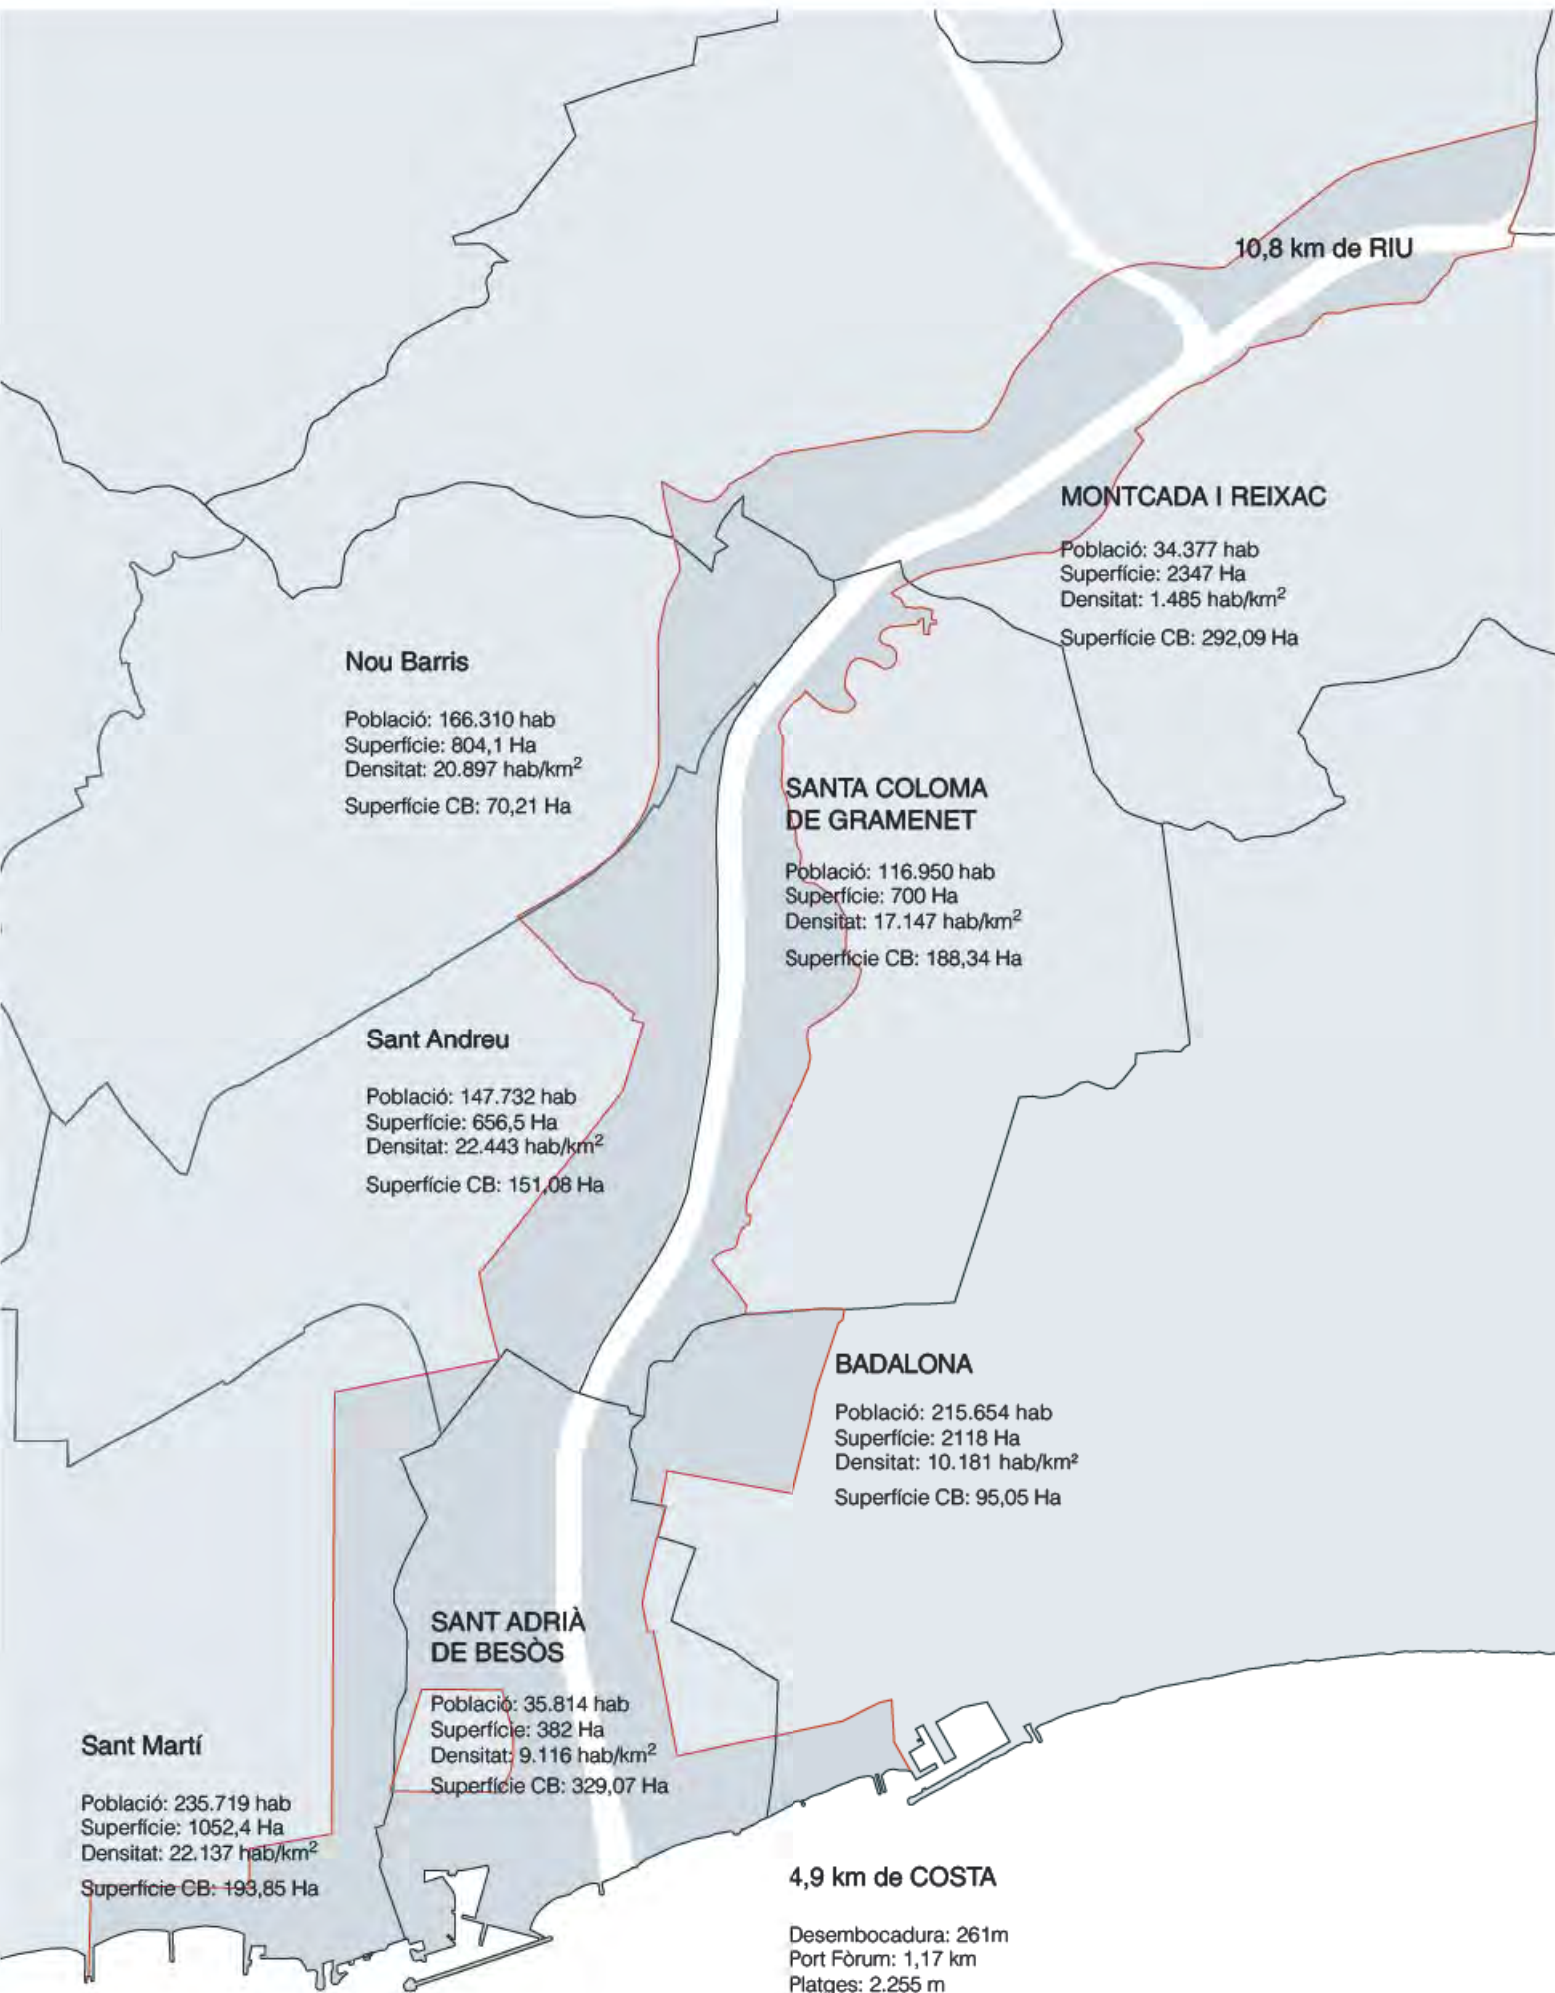 10,8 km de RIU
MONTCADA I REIXAC
Població: 34.377 hab
Superfície: 2347 Ha
Densitat: 1.485 hab/km²
Superfície CB: 292,09 Ha
Nou Barris
Població: 166.310 hab
Superfície: 804,1 Ha
Densitat: 20.897 hab/km²
Superfície CB: 70,21 Ha
SANTA COLOMA
DE GRAMENET
Població: 116.950 hab
Superfície: 700 Ha
Densitat: 17.147 hab/km²
Superfície CB: 188,34 Ha
Sant Andreu
Població: 147.732 hab
Superfície: 656,5 Ha
Densitat: 22.443 hab/km²
Superfície CB: 151,08 Ha
BADALONA
Població: 215.654 hab
Superfície: 2118 Ha
Densitat: 10.181 hab/km²
Superfície CB: 95,05 Ha
SANT ADRIÀ
DE BESÒS
Població: 35.814 hab
Superfície: 382 Ha
Densitat: 9.116 hab/km²
Superfície CB: 329,07 Ha
Sant Martí
Població: 235.719 hab
Superfície: 1052,4 Ha
Densitat: 22.137 hab/km²
Superfície CB: 193,85 Ha
4,9 km de COSTA
Desembocadura: 261m
Port Fòrum: 1,17 km
Platges: 2.255 m